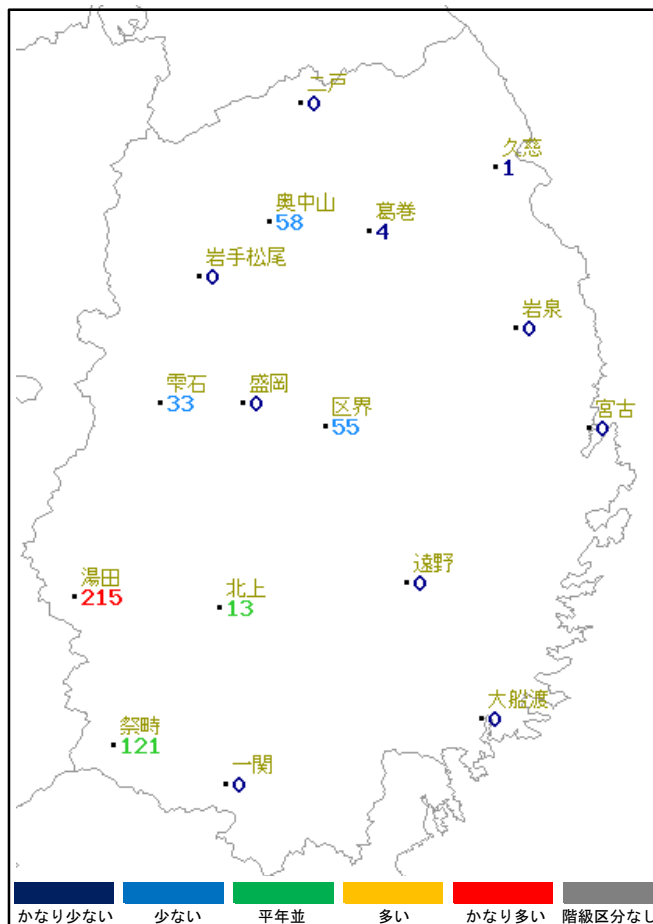 二戸
0
久慈
1
奥中山
58
葛巻
4
岩手松尾
0
岩泉
0
雫石
33
盛岡
0
区界
55
宮古
0
湯田
215
北上
13
遠野
0
大船渡
0
祭畤
121
一関
0
かなり少ない 少ない 平年並 多い かなり多い 階級区分なし